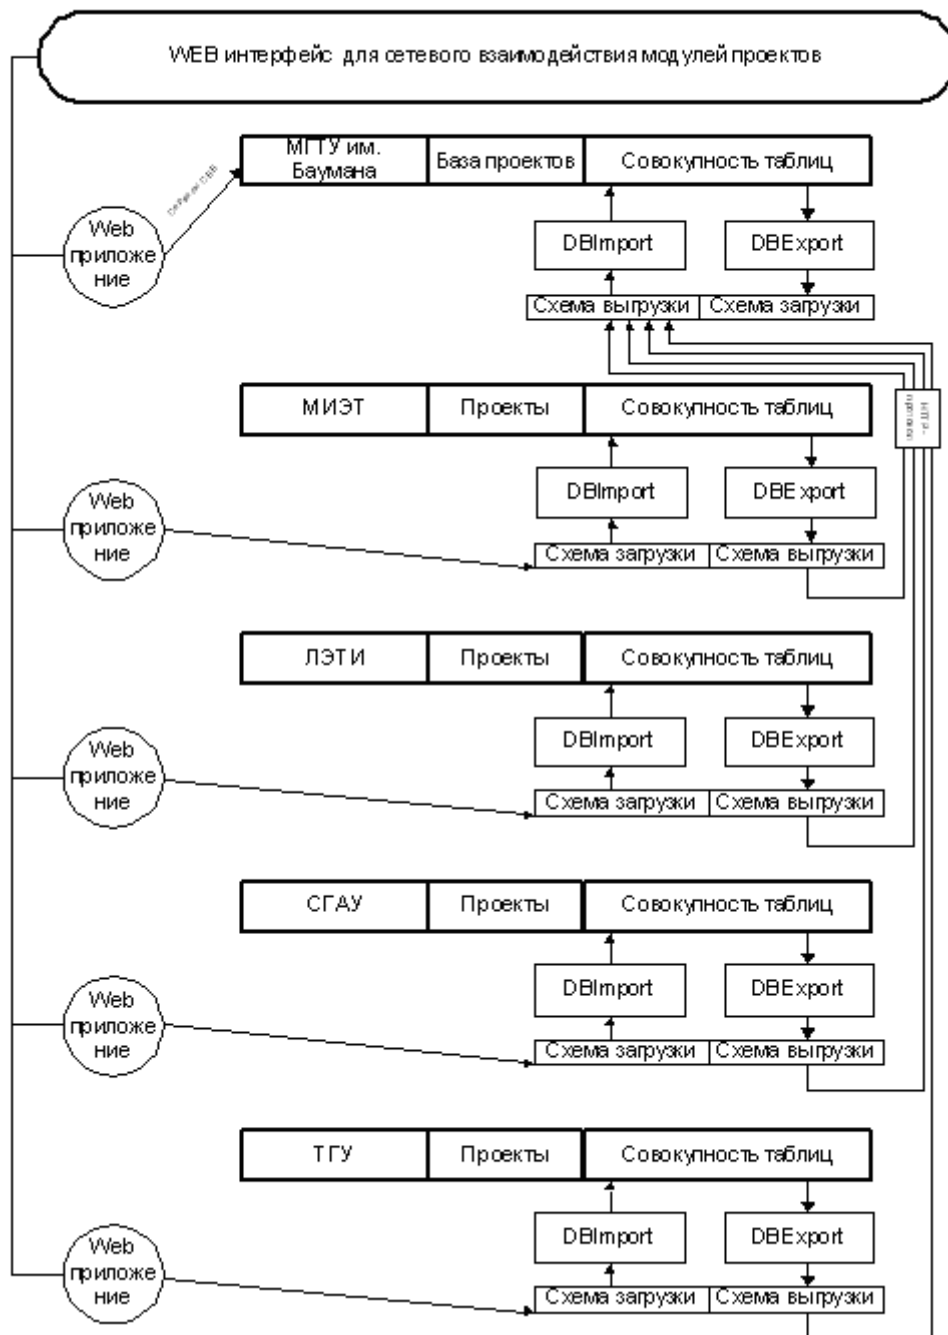 WEB интерфейс для сетевого взаимодействия модулей проектов
МГТУ им.
Баумана
База проектов
Совокупность таблиц
Web
приложе
ние
DBImport
DBExport
Схема выгрузки
Схема загрузки
МИЭТ
Проекты
Совокупность таблиц
Web
приложе
ние
DBImport
DBExport
Схема загрузки
Схема выгрузки
ЛЭТИ
Проекты
Совокупность таблиц
Web
приложе
ние
DBImport
DBExport
Схема загрузки
Схема выгрузки
СГАУ
Проекты
Совокупность таблиц
Web
приложе
ние
DBImport
DBExport
Схема загрузки
Схема выгрузки
ТГУ
Проекты
Совокупность таблиц
Web
приложе
ние
DBImport
DBExport
Схема загрузки
Схема выгрузки